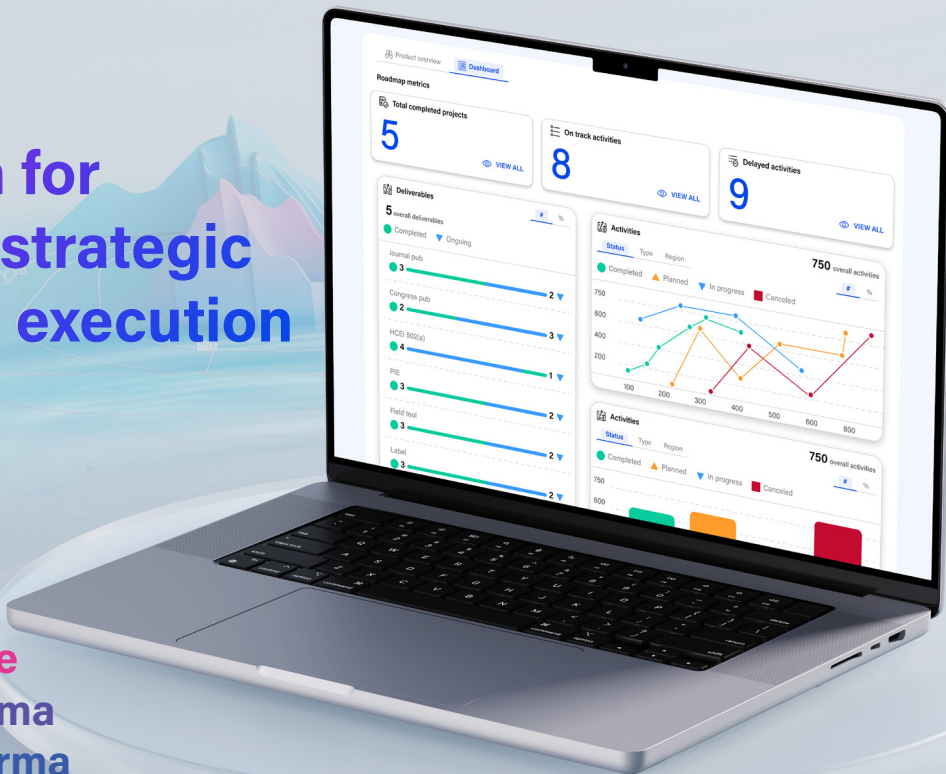 n for
strategic
execution
e
ma
rma
Product overview
Dashboard
Roadmap metrics
Total completed projects
5
VIEW ALL
On track activities
8
VIEW ALL
Delayed activities
9
VIEW ALL
Deliverables
# %
5 overall deliverables
Completed Ongoing
Journal pub
3 2
Congress pub
2 3
HCEI 502(a)
4 1
PIE
3 2
Field tool
3 2
Label
3 2
Activities
Status Type Region
750 overall activities
# %
Completed Planned In progress Canceled
750
600
400
200
100 200 300 400 500 600 800
Activities
Status Type Region
750 overall activities
# %
Completed Planned In progress Canceled
750
600